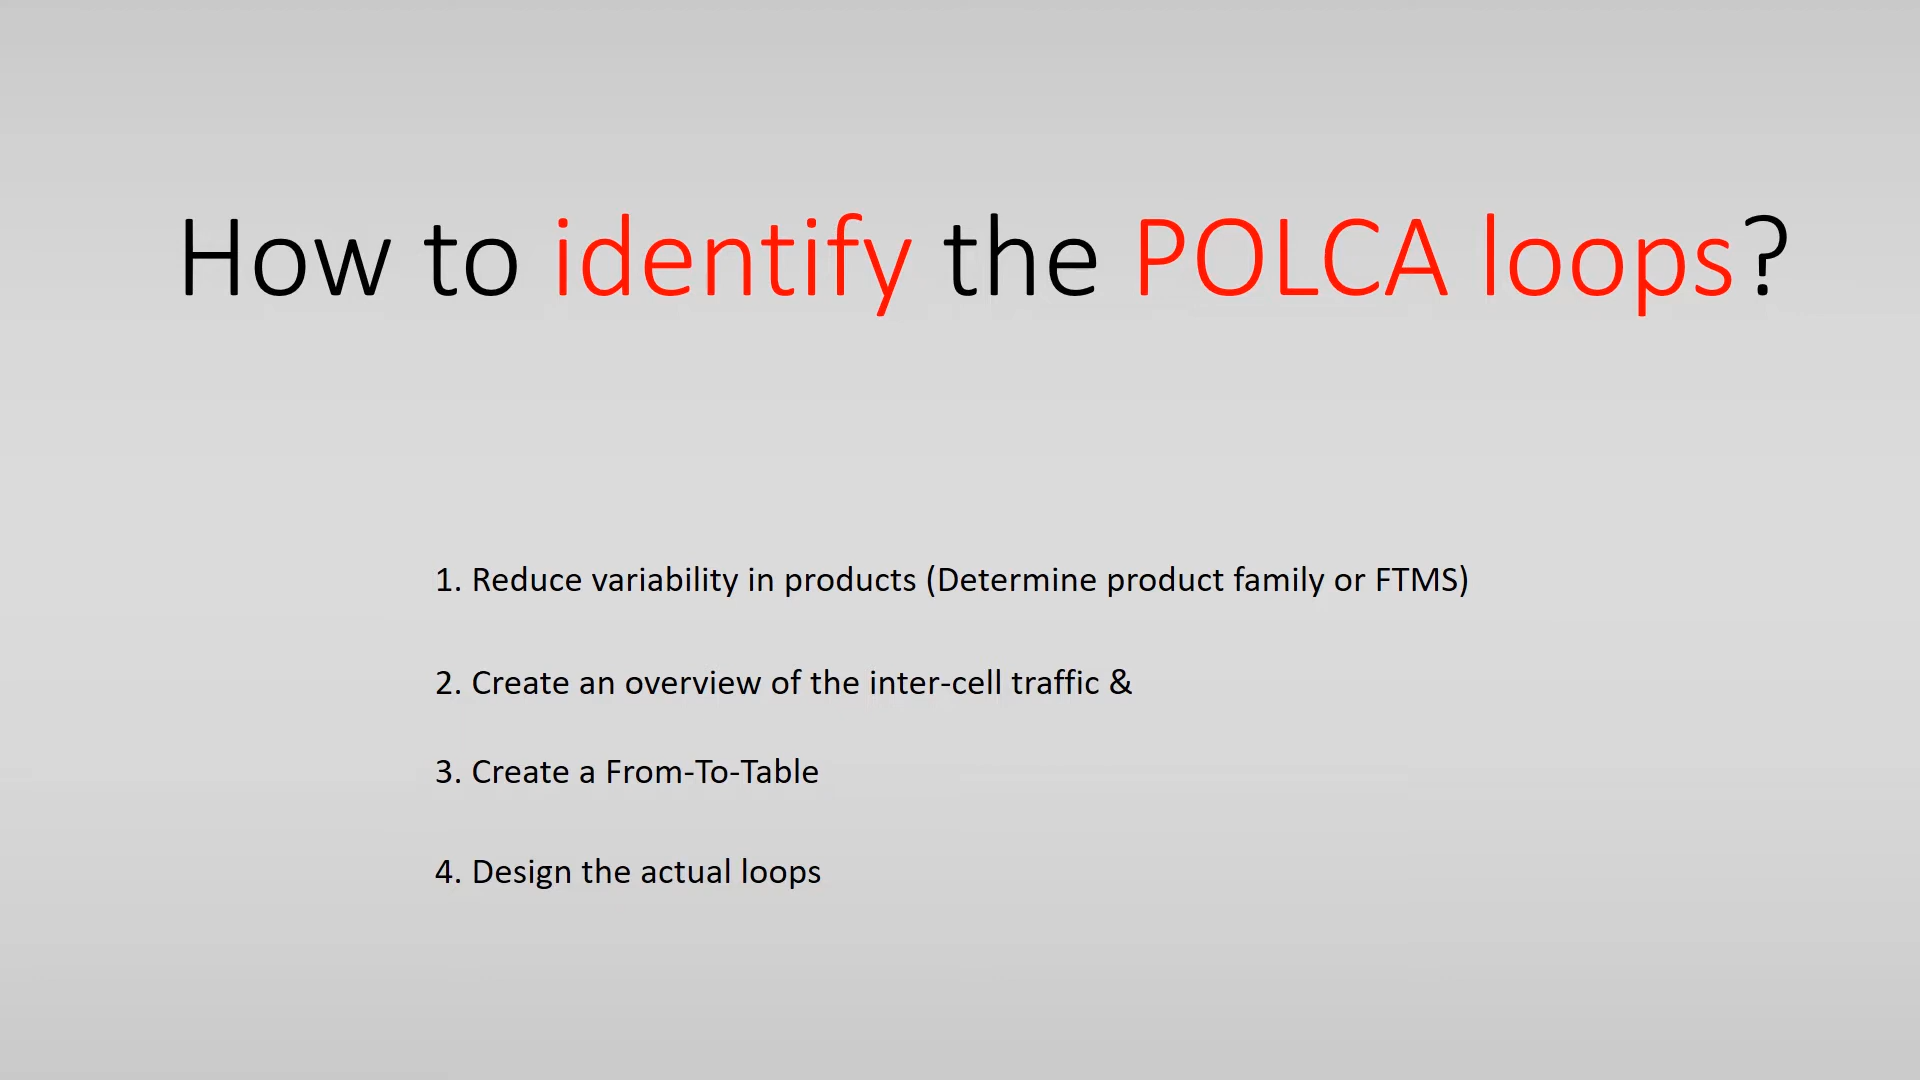 How to identify the POLCA loops?
1. Reduce variability in products (Determine product family or FTMS)
2. Create an overview of the inter-cell traffic &
3. Create a From-To-Table
4. Design the actual loops